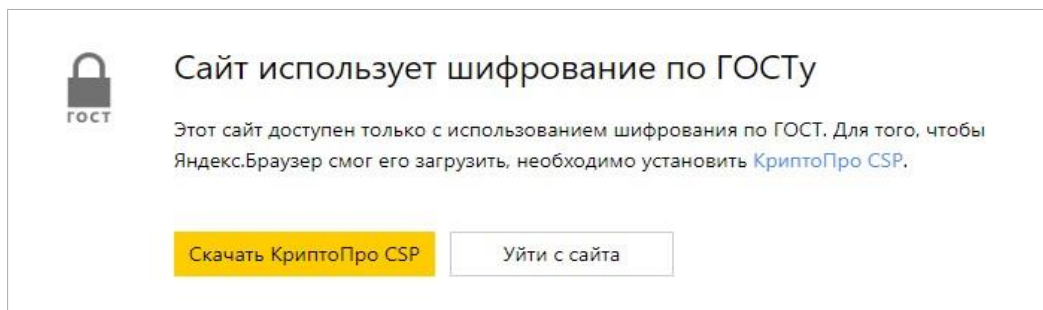 Сайт использует шифрование по ГОСТу
ГОСТ
Этот сайт доступен только с использованием шифрования по ГОСТ. Для того, чтобы
Яндекс.Браузер смог его загрузить, необходимо установить КриптоПро CSP.
Скачать КриптоПро CSP
Уйти с сайта